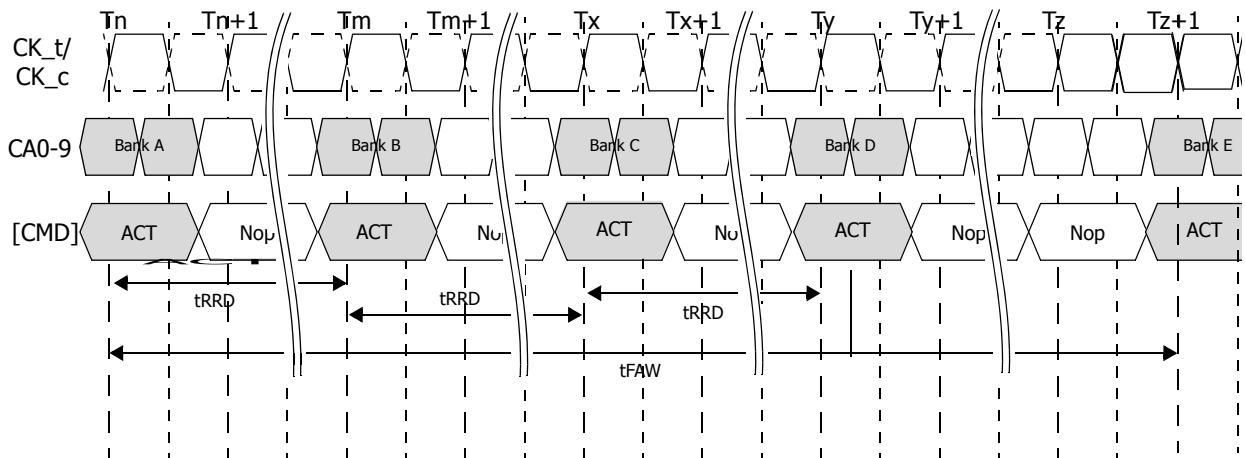 Tn Tn+1 Tm Tm+1 Tx Tx+1 Ty Ty+1 Tz Tz+1
CK_t/
CK_c
CA0-9 Bank A Bank B Bank C Bank D Bank E
[CMD] ACT Nop ACT ACT ACT Nop Nop ACT
tRRD
tRRD
tRRD
tFAW